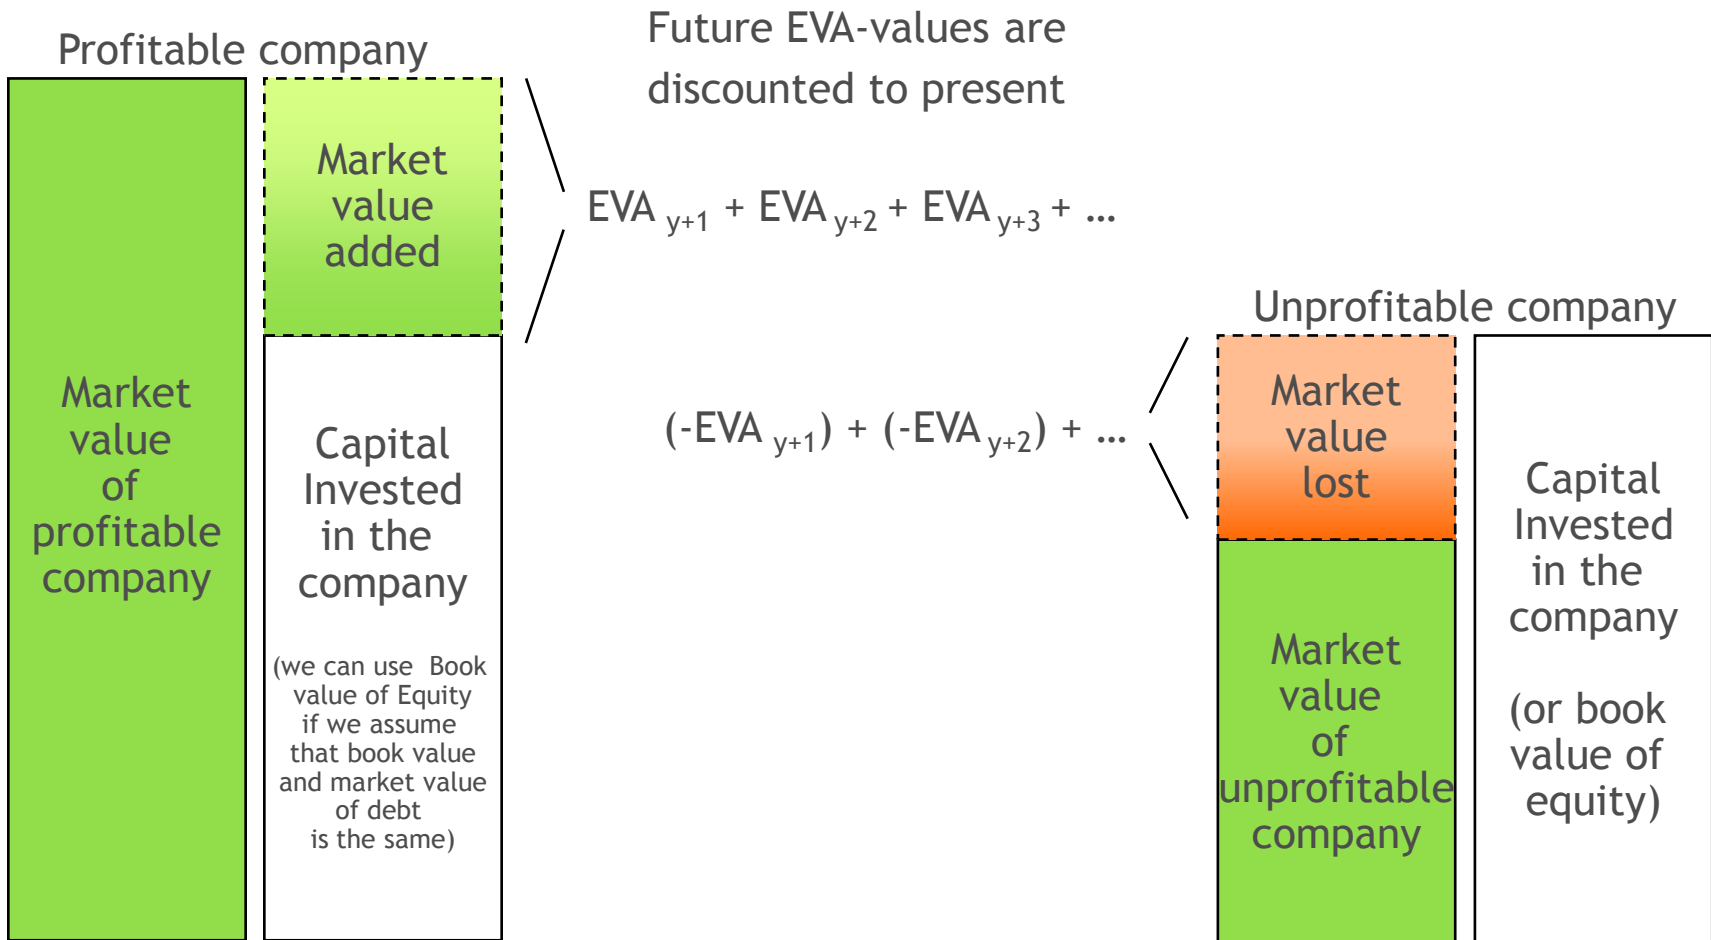 Profitable company
Future EVA-values are
discounted to present
Market
value
of
profitable
company
Market
value
added
Capital
Invested
in the
company
(we can use Book
value of Equity
if we assume
that book value
and market value
of debt
is the same)
EVA y+1 + EVA y+2 + EVA y+3 + ...
(-EVA y+1) + (-EVA y+2) + ...
Unprofitable company
Market
value
lost
Market
value
of
unprofitable
company
Capital
Invested
in the
company
(or book
value of
equity)